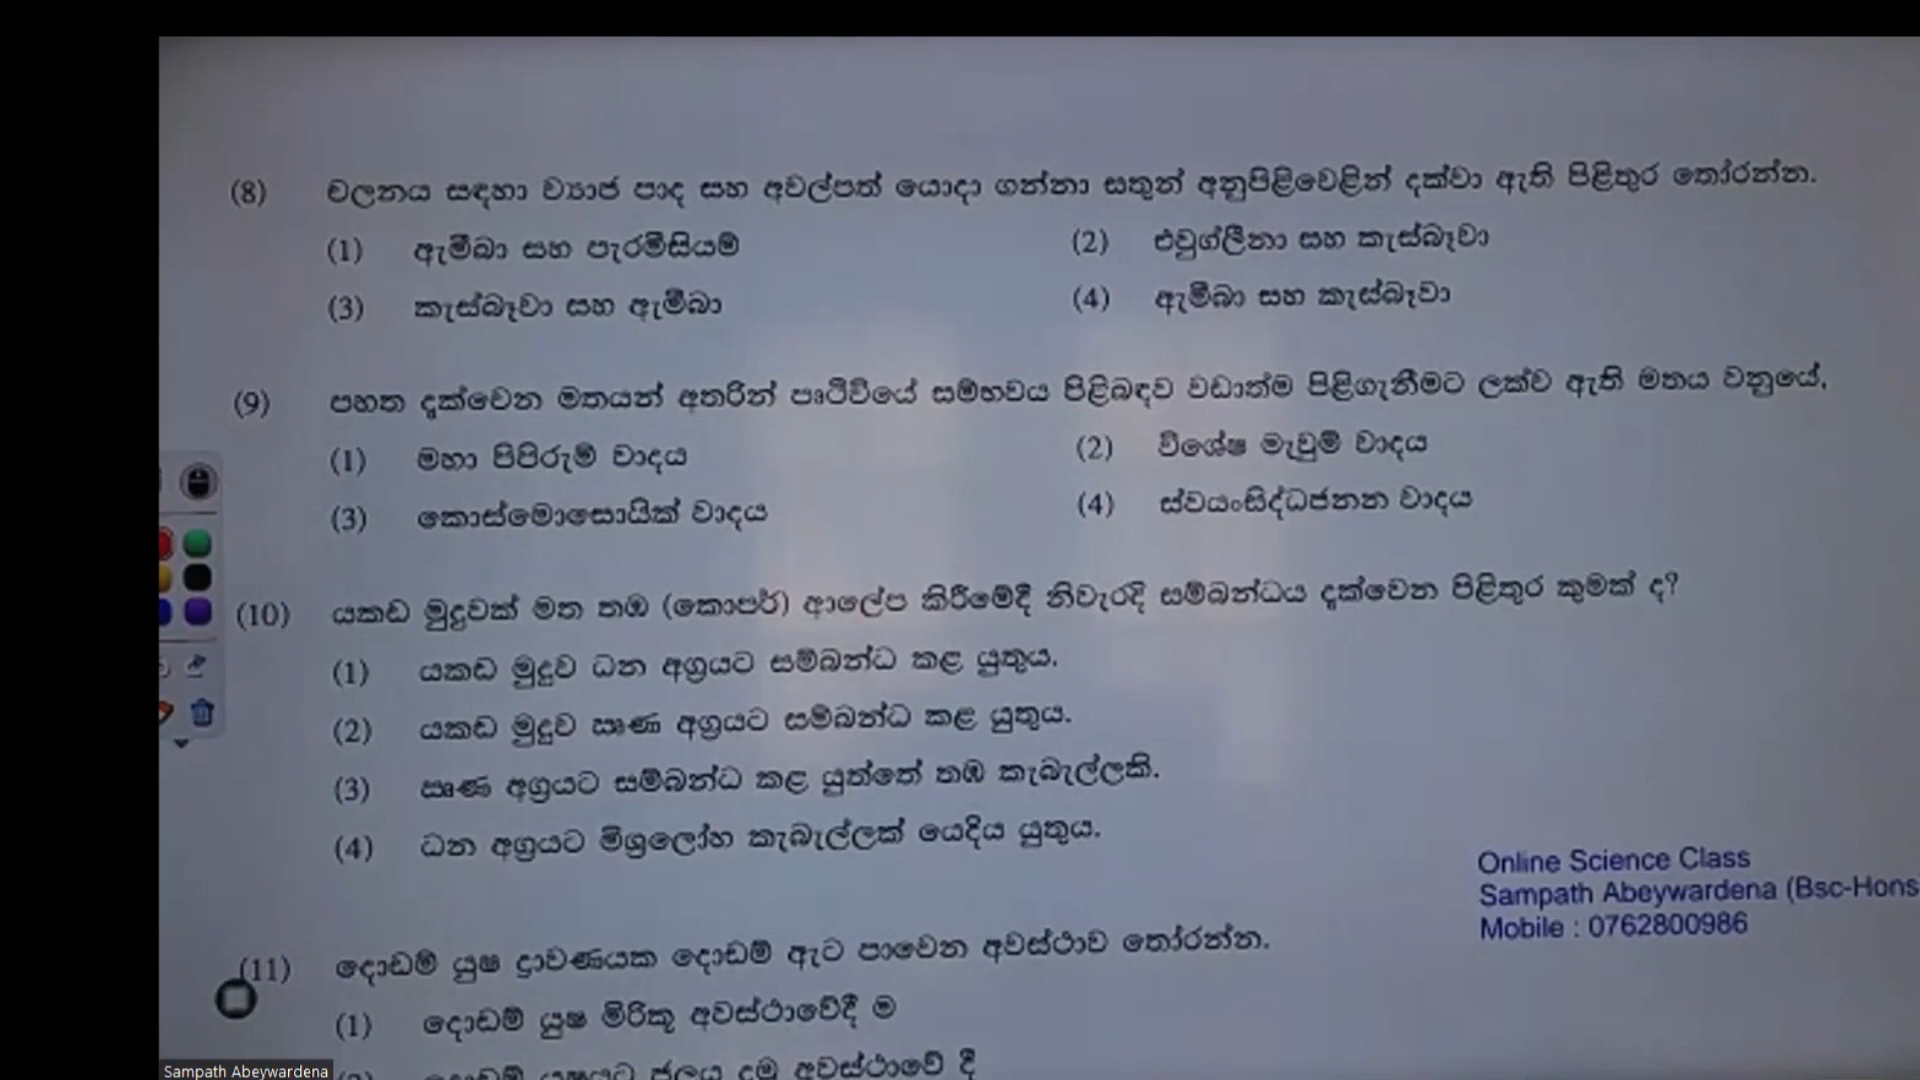 (8) චලනය සඳහා ව්‍යාජ පාද සහ අවල්පත් යොදා ගන්නා සතුන් අනුපිළිවෙළින් දක්වා ඇති පිළිතුර තෝරන්න.
(1) ඇමීබා සහ පැරමීසියම් (2) එවුග්ලීනා සහ කැස්බෑවා
(3) කැස්බෑවා සහ ඇමීබා (4) ඇමීබා සහ කැස්බෑවා
(9) පහත දැක්වෙන මතයන් අතරින් පෘථිවියේ සම්භවය පිළිබඳව වඩාත්ම පිළිගැනීමට ලක්ව ඇති මතය වනුයේ,
(1) මහා පිපිරුම් වාදය (2) විශේෂ මැවුම් වාදය
(3) කොස්මොසොයික් වාදය (4) ස්වයංසිද්ධජනන වාදය
(10) යකඩ මුදුවක් මත තඹ (කොපර්) ආලේප කිරීමේදී නිවැරදි සම්බන්ධය දැක්වෙන පිළිතුර කුමක් ද?
(1) යකඩ මුදුව ධන අග්‍රයට සම්බන්ධ කළ යුතුය.
(2) යකඩ මුදුව ඍණ අග්‍රයට සම්බන්ධ කළ යුතුය.
(3) ඍණ අග්‍රයට සම්බන්ධ කළ යුත්තේ තඹ කැබැල්ලකි.
(4) ධන අග්‍රයට මිශ්‍රලෝහ කැබැල්ලක් යෙදිය යුතුය.
Online Science Class
Sampath Abeywardena (Bsc-Hons
Mobile : 0762800986
(11) දොඩම් යුෂ ද්‍රාවණයක දොඩම් ඇට පාවෙන අවස්ථාව තෝරන්න.
(1) දොඩම් යුෂ මිරිකූ අවස්ථාවේදී ම
දොඩම් යුෂයට ජලය දැමූ අවස්ථාවේ දී
Sampath Abeywardena